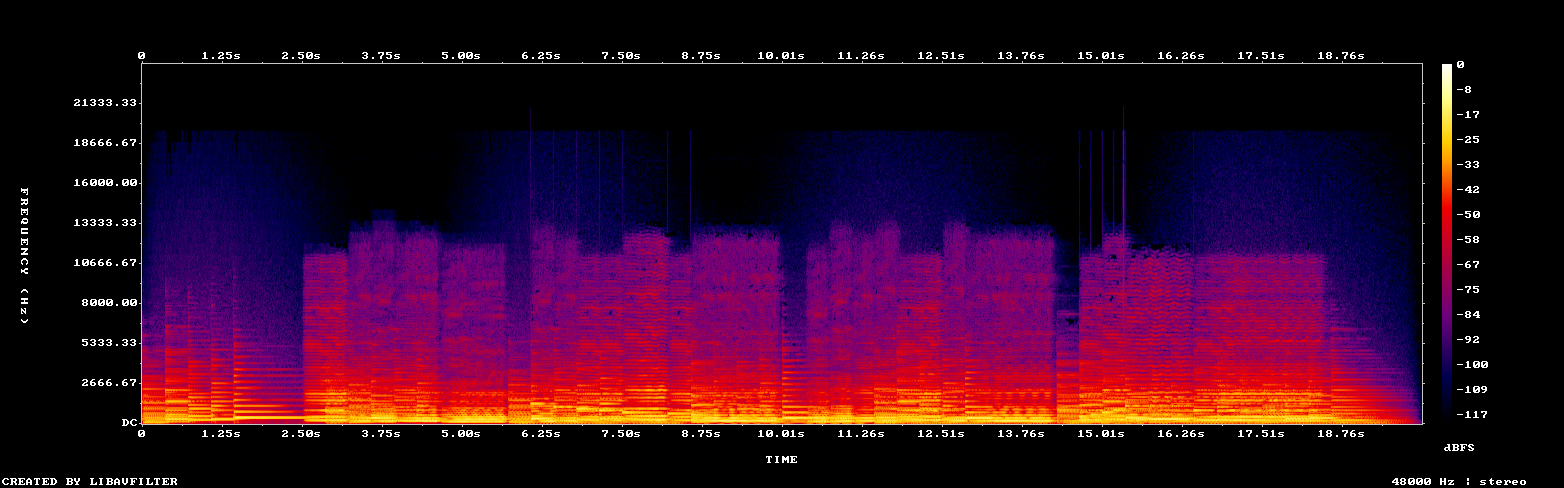 0 1.25s 2.50s 3.75s 5.00s 6.25s 7.50s 8.75s 10.01s 11.26s 12.51s 13.76s 15.01s 16.26s 17.51s 18.76s
21333.33
18666.67
16000.00
13333.33
10666.67
8000.00
5333.33
2666.67
DC
FREQUENCY (Hz)
0
-8
-17
-25
-33
-42
-50
-58
-67
-75
-84
-92
-100
-109
-117
0 1.25s 2.50s 3.75s 5.00s 6.25s 7.50s 8.75s 10.01s 11.26s 12.51s 13.76s 15.01s 16.26s 17.51s 18.76s
dBFS
TIME
CREATED BY LIBAVFILTER
48000 Hz | stereo